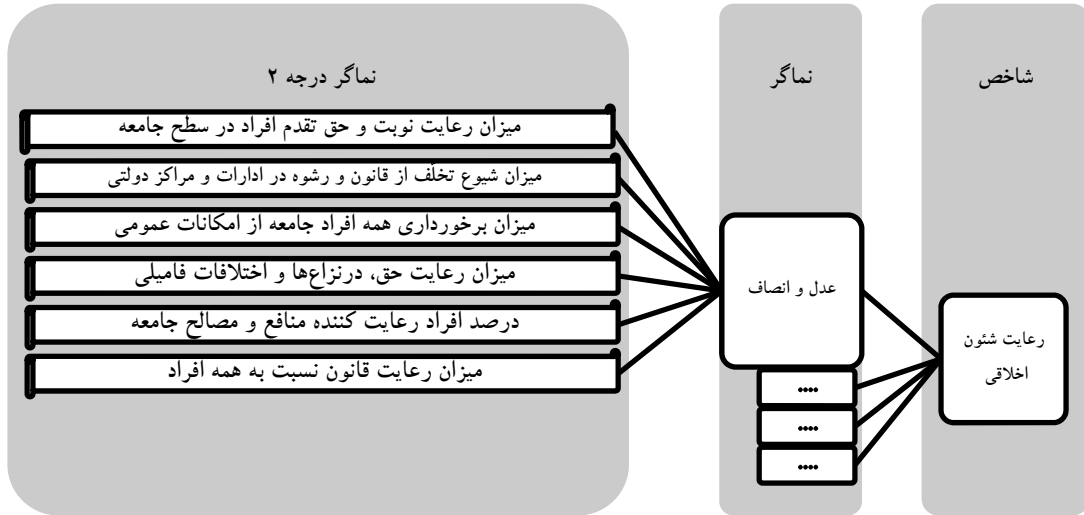 شاخص
نماگر
نماگر درجه ۲
رعایت شئون
اخلاقی
عدل و انصاف
....
....
....
میزان رعایت نوبت و حق تقدم افراد در سطح جامعه
میزان شیوع تخلّف از قانون و رشوه در ادارات و مراکز دولتی
میزان برخورداری همه افراد جامعه از امکانات عمومی
میزان رعایت حق، درنزاع‌ها و اختلافات فامیلی
درصد افراد رعایت کننده منافع و مصالح جامعه
میزان رعایت قانون نسبت به همه افراد